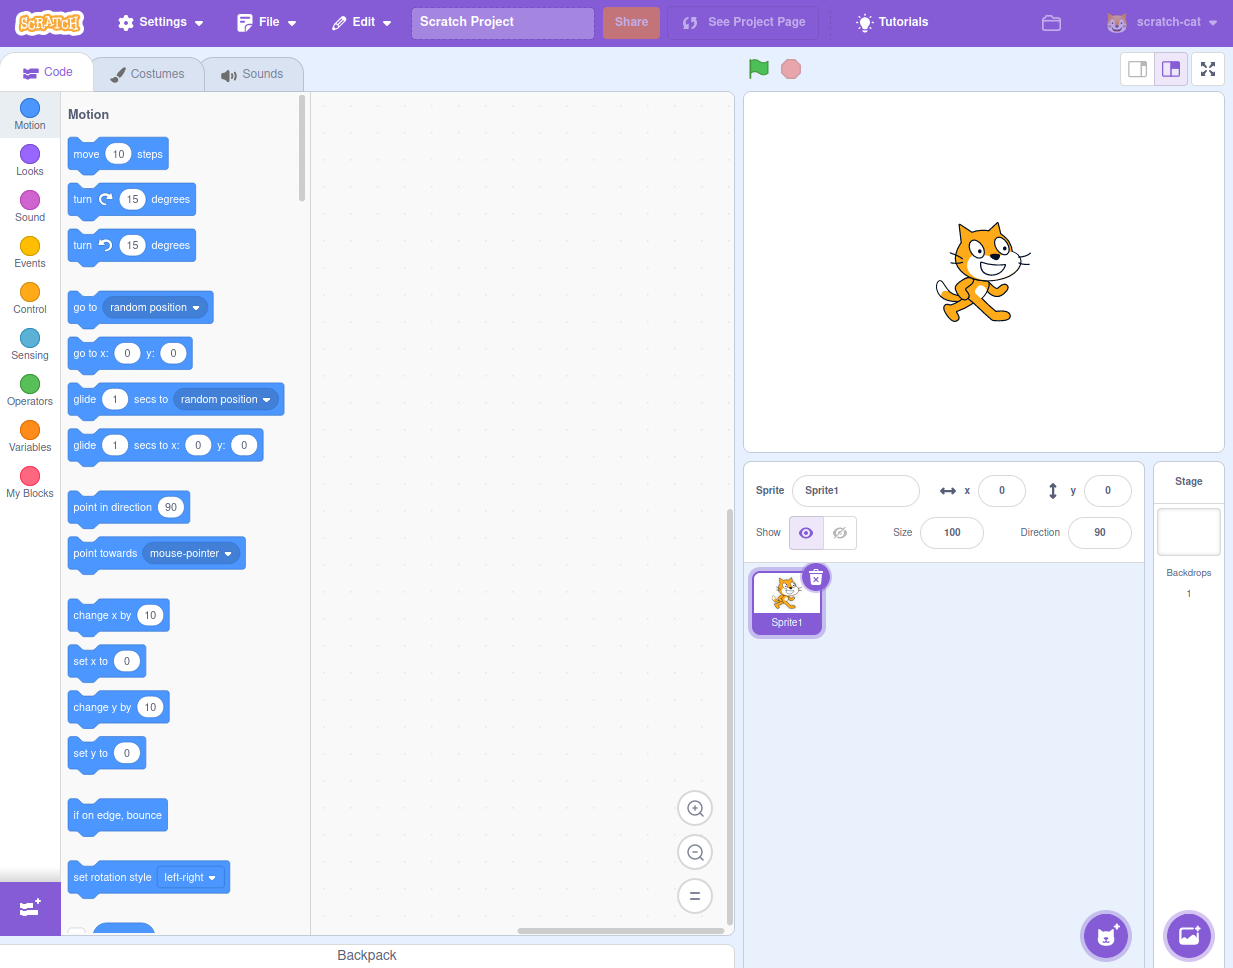 SCRATCH Settings File Edit Scratch Project Share See Project Page Tutorials scratch-cat
Code Costumes Sounds
Motion
Looks
Sound
Events
Control
Sensing
Operators
Variables
My Blocks
Motion
move 10 steps
turn 15 degrees
turn 15 degrees
go to random position
go to x: 0 y: 0
glide 1 secs to random position
glide 1 secs to x: 0 y: 0
point in direction 90
point towards mouse-pointer
change x by 10
set x to 0
change y by 10
set y to 0
if on edge, bounce
set rotation style left-right
Backpack
Sprite Sprite1 x 0 y 0
Show Size 100 Direction 90
Sprite1
Stage
Backdrops
1